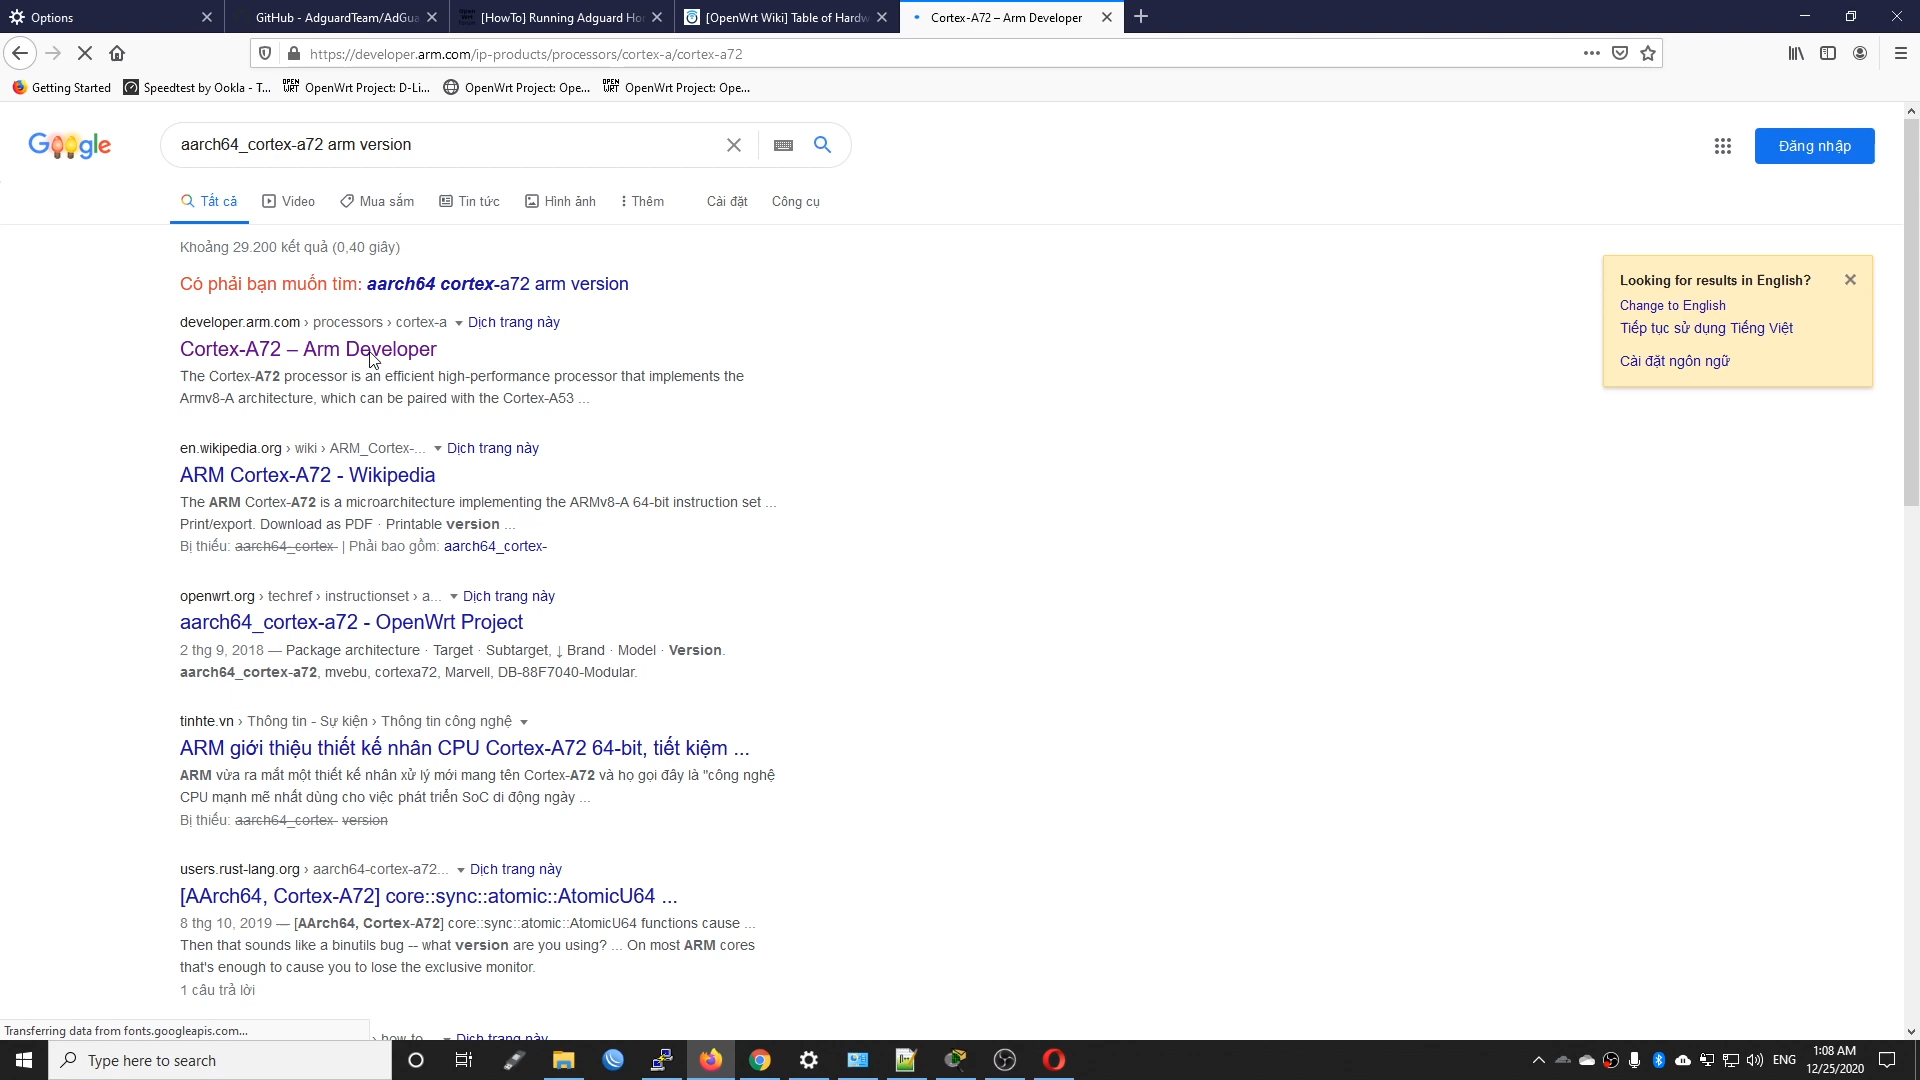 Options
GitHub - AdguardTeam/AdGua
[HowTo] Running Adguard Ho
[OpenWrt Wiki] Table of Hardw
Cortex-A72 – Arm Developer
https://developer.arm.com/ip-products/processors/cortex-a/cortex-a72
Getting Started
Speedtest by Ookla - T...
OpenWrt Project: D-Li...
OpenWrt Project: Ope...
OpenWrt Project: Ope...
Google
aarch64_cortex-a72 arm version
Đăng nhập
Tất cả
Video
Mua sắm
Tin tức
Hình ảnh
Thêm
Cài đặt
Công cụ
Khoảng 29.200 kết quả (0,40 giây)
Có phải bạn muốn tìm: aarch64 cortex-a72 arm version
developer.arm.com › processors › cortex-a Dịch trang này
Cortex-A72 – Arm Developer
The Cortex-A72 processor is an efficient high-performance processor that implements the
Armv8-A architecture, which can be paired with the Cortex-A53 ...
en.wikipedia.org › wiki › ARM_Cortex-... Dịch trang này
ARM Cortex-A72 - Wikipedia
The ARM Cortex-A72 is a microarchitecture implementing the ARMv8-A 64-bit instruction set ...
Print/export. Download as PDF · Printable version ...
Bị thiếu: aarch64_cortex- | Phải bao gồm: aarch64_cortex-
openwrt.org › techref › instructionset › a... Dịch trang này
aarch64_cortex-a72 - OpenWrt Project
2 thg 9, 2018 — Package architecture · Target · Subtarget, ↓ Brand · Model · Version.
aarch64_cortex-a72, mvebu, cortexa72, Marvell, DB-88F7040-Modular.
tinhte.vn › Thông tin - Sự kiện › Thông tin công nghệ
ARM giới thiệu thiết kế nhân CPU Cortex-A72 64-bit, tiết kiệm ...
ARM vừa ra mắt một thiết kế nhân xử lý mới mang tên Cortex-A72 và họ gọi đây là "công nghệ
CPU mạnh mẽ nhất dùng cho việc phát triển SoC di động ngày ...
Bị thiếu: aarch64_cortex- version
users.rust-lang.org › aarch64-cortex-a72... Dịch trang này
[AArch64, Cortex-A72] core::sync::atomic::AtomicU64 ...
8 thg 10, 2019 — [AArch64, Cortex-A72] core::sync::atomic::AtomicU64 functions cause ...
Then that sounds like a binutils bug -- what version are you using? ... On most ARM cores
that's enough to cause you to lose the exclusive monitor.
1 câu trả lời
› how-to... Dịch trang này
Looking for results in English?
Change to English
Tiếp tục sử dụng Tiếng Việt
Cài đặt ngôn ngữ
Transferring data from fonts.googleapis.com...
Type here to search
ENG
1:08 AM
12/25/2020